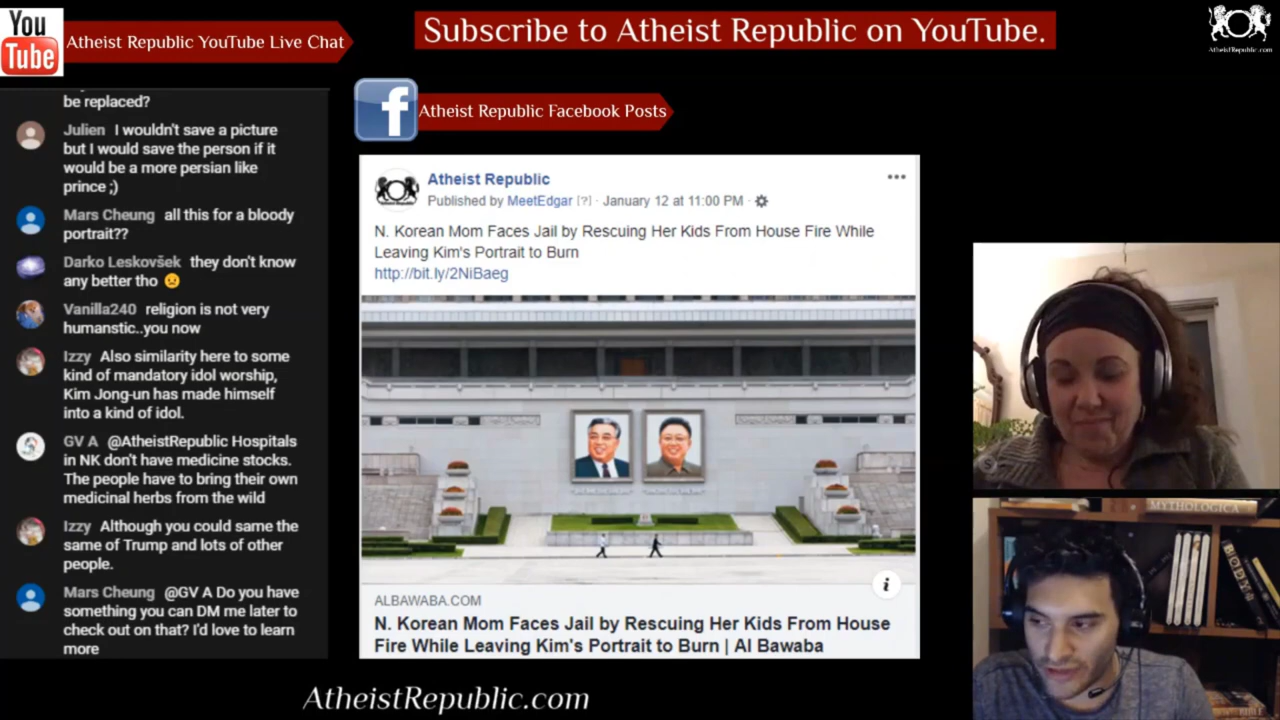 You
Tube
Atheist Republic YouTube Live Chat
Subscribe to Atheist Republic on YouTube.
AtheistRepublic.com
be replaced?
Julien I wouldn't save a picture
but I would save the person if it
would be a more persian like
prince ;)
Mars Cheung all this for a bloody
portrait??
Darko Leskovšek they don't know
any better tho 😟
Vanilla240 religion is not very
humanstic..you now
Izzy Also similarity here to some
kind of mandatory idol worship,
Kim Jong-un has made himself
into a kind of idol.
GV A @AtheistRepublic Hospitals
in NK don't have medicine stocks.
The people have to bring their own
medicinal herbs from the wild
Izzy Although you could same the
same of Trump and lots of other
people.
Mars Cheung @GV A Do you have
something you can DM me later to
check out on that? I'd love to learn
more
f
Atheist Republic Facebook Posts
Atheist Republic
Published by MeetEdgar [?] · January 12 at 11:00 PM ·
N. Korean Mom Faces Jail by Rescuing Her Kids From House Fire While
Leaving Kim's Portrait to Burn
http://bit.ly/2NiBaeg
i
ALBAWABA.COM
N. Korean Mom Faces Jail by Rescuing Her Kids From House
Fire While Leaving Kim's Portrait to Burn | Al Bawaba
MYTHOLOGICA
BIBLE
AtheistRepublic.com